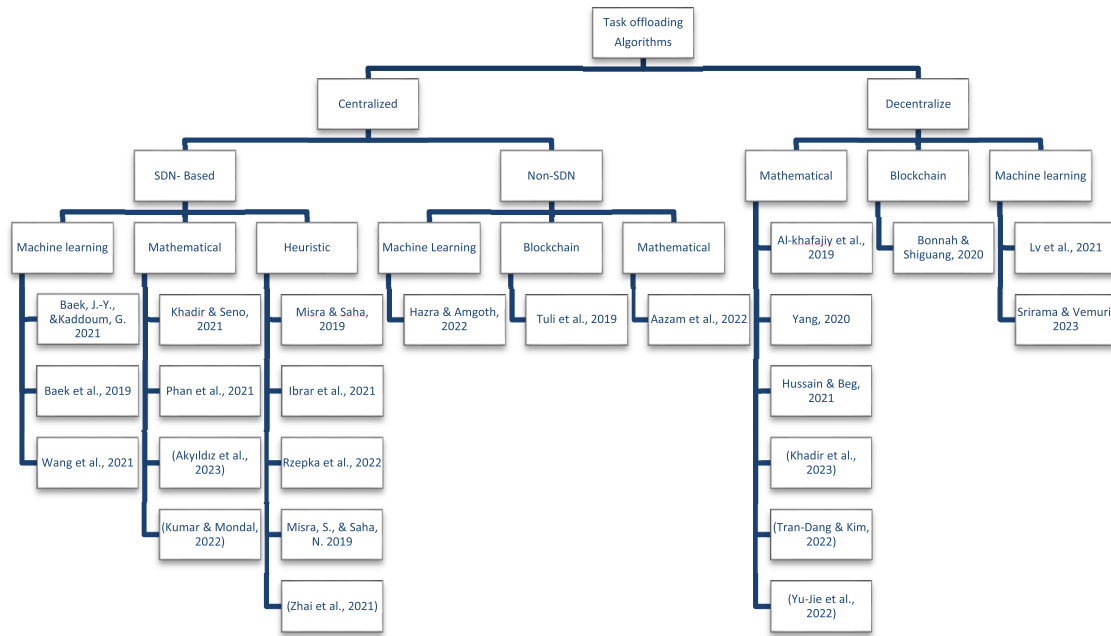 Task offloading
Algorithms
Centralized
Decentralize
SDN- Based
Non-SDN
Mathematical
Blockchain
Machine learning
Machine learning
Mathematical
Heuristic
Machine Learning
Blockchain
Mathematical
Al-khafajiy et al.,
2019
Bonnah &
Shiguang, 2020
Lv et al., 2021
Baek, J.-Y.,
&Kaddoum, G.
2021
Khadir & Seno,
2021
Misra & Saha,
2019
Hazra & Amgoth,
2022
Tuli et al., 2019
Aazam et al., 2022
Yang, 2020
Srirama & Vemuri,
2023
Baek et al., 2019
Phan et al., 2021
Ibrar et al., 2021
Hussain & Beg,
2021
Wang et al., 2021
(Akyıldız et al.,
2023)
Rzepka et al., 2022
(Khadir et al.,
2023)
(Kumar & Mondal,
2022)
Misra, S., & Saha,
N. 2019
(Tran-Dang & Kim,
2022)
(Zhai et al., 2021)
(Yu-Jie et al.,
2022)